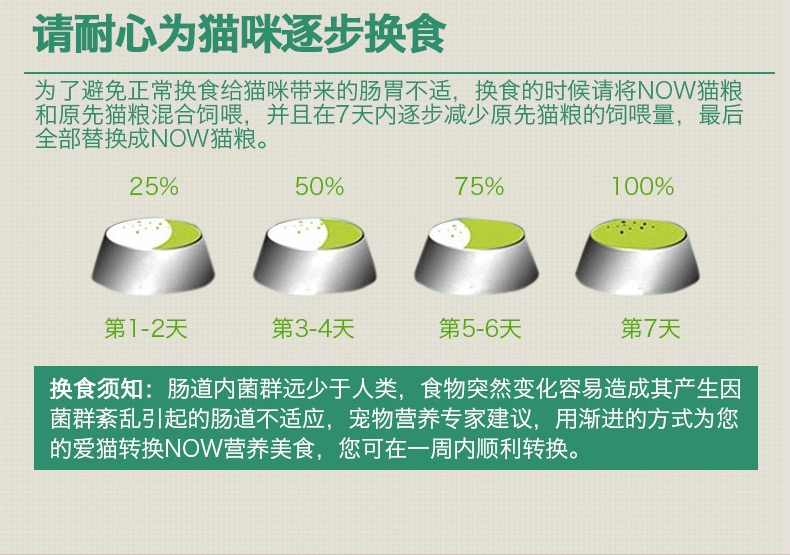 请耐心为猫咪逐步换食
为了避免正常换食给猫咪带来的肠胃不适，换食的时候请将NOW猫粮
和原先猫粮混合饲喂，并且在7天内逐步减少原先猫粮的饲喂量，最后
全部替换成NOW猫粮。
25% 50% 75% 100%
第1-2天 第3-4天 第5-6天 第7天
换食须知：肠道内菌群远少于人类，食物突然变化容易造成其产生因
菌群紊乱引起的肠道不适应，宠物营养专家建议，用渐进的方式为您
的爱猫转换NOW营养美食，您可在一周内顺利转换。